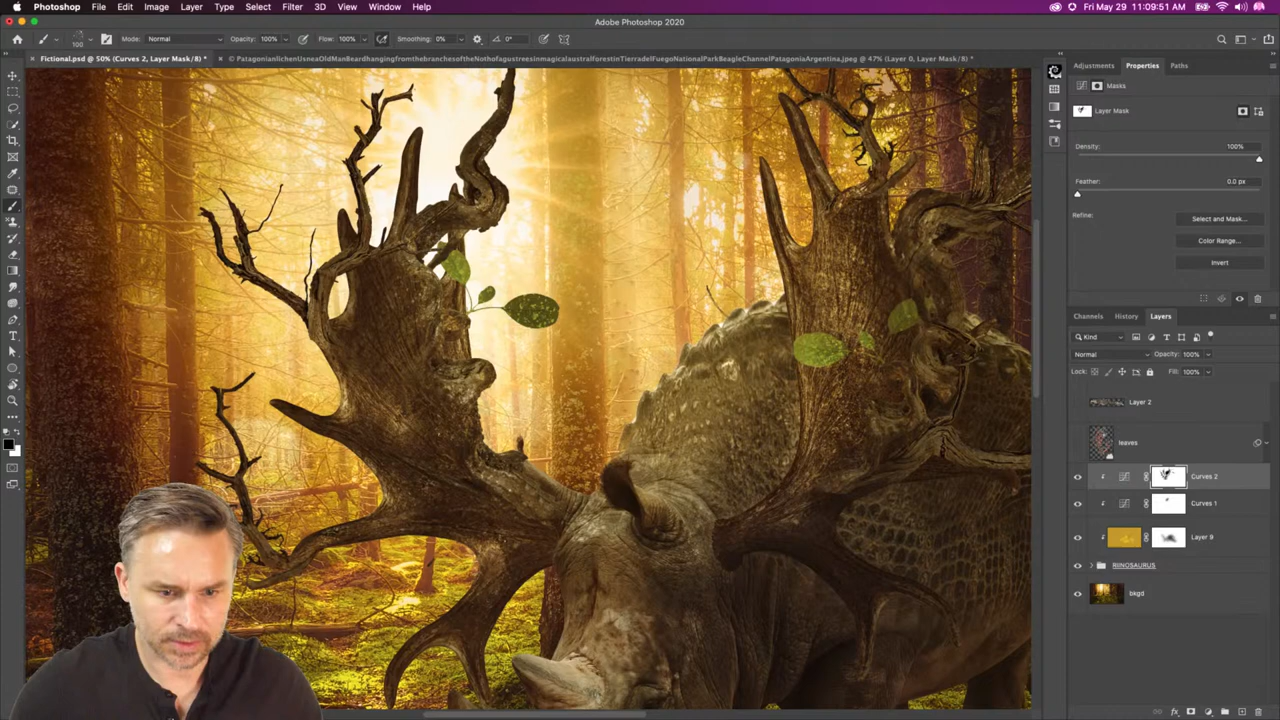 Photoshop File Edit Image Layer Type Select Filter 3D View Window Help Fri May 29 11:09:51 AM
Adobe Photoshop 2020
100 Mode: Normal Opacity: 100% Flow: 100% Smoothing: 0% 0°
Fictional.psd @ 50% (Curves 2, Layer Mask/8) * PatagonianlichenUsneaOldManBeardhangingfromthebranchesoftheNothofagustreesinmagicalaustralforestinTierradelFuegoNationalParkBeagleChannelPatagoniaArgentina.jpeg @ 47% (Layer 0, Layer Mask/8) *
Adjustments Properties Paths
Masks
Layer Mask
Density: 100%
Feather: 0.0 px
Refine: Select and Mask...
Color Range...
Invert
Channels History Layers
Kind
Normal Opacity: 100%
Lock: Fill: 100%
Layer 2
leaves
Curves 2
Curves 1
Layer 9
RINOSAURUS
bkgd